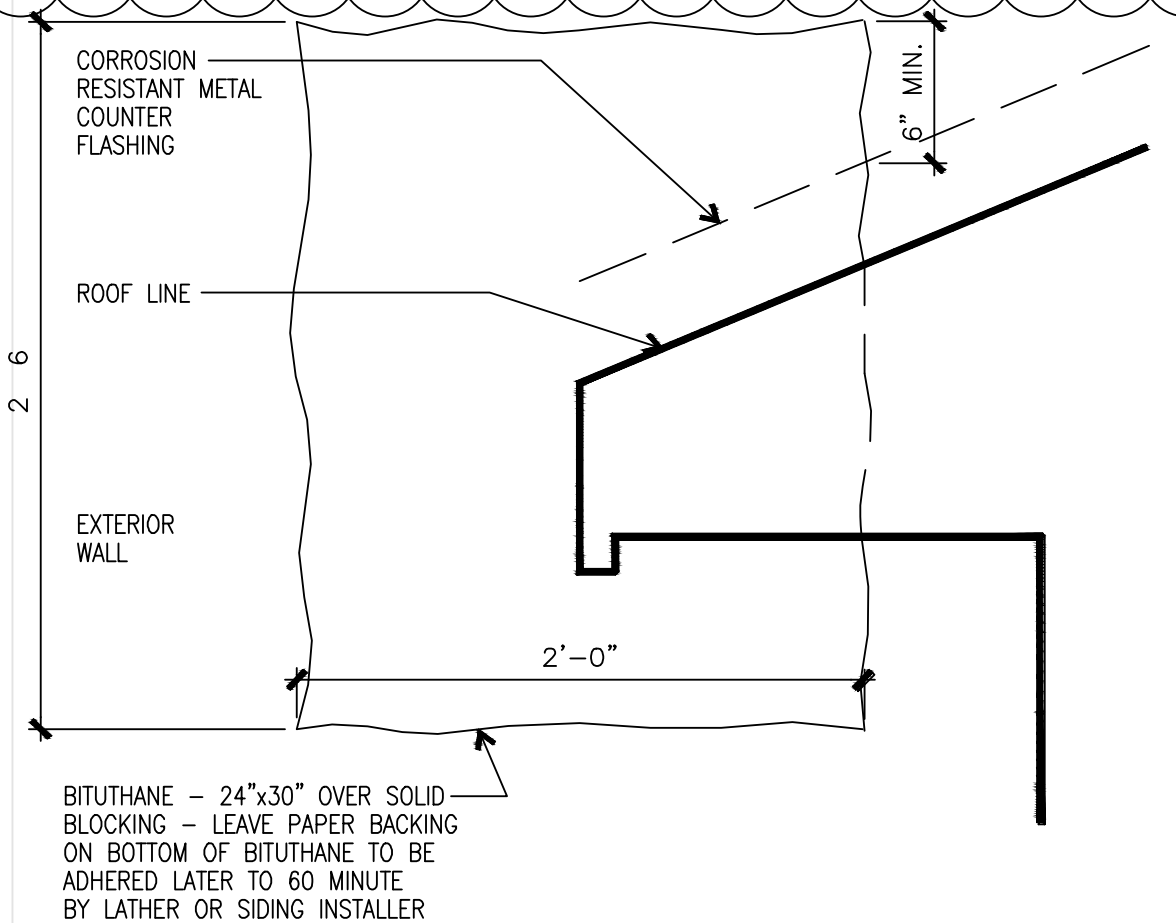 CORROSION
RESISTANT METAL
COUNTER
FLASHING
6" MIN.
ROOF LINE
2 6
EXTERIOR
WALL
2'-0"
BITUTHANE - 24"x30" OVER SOLID
BLOCKING - LEAVE PAPER BACKING
ON BOTTOM OF BITUTHANE TO BE
ADHERED LATER TO 60 MINUTE
BY LATHER OR SIDING INSTALLER